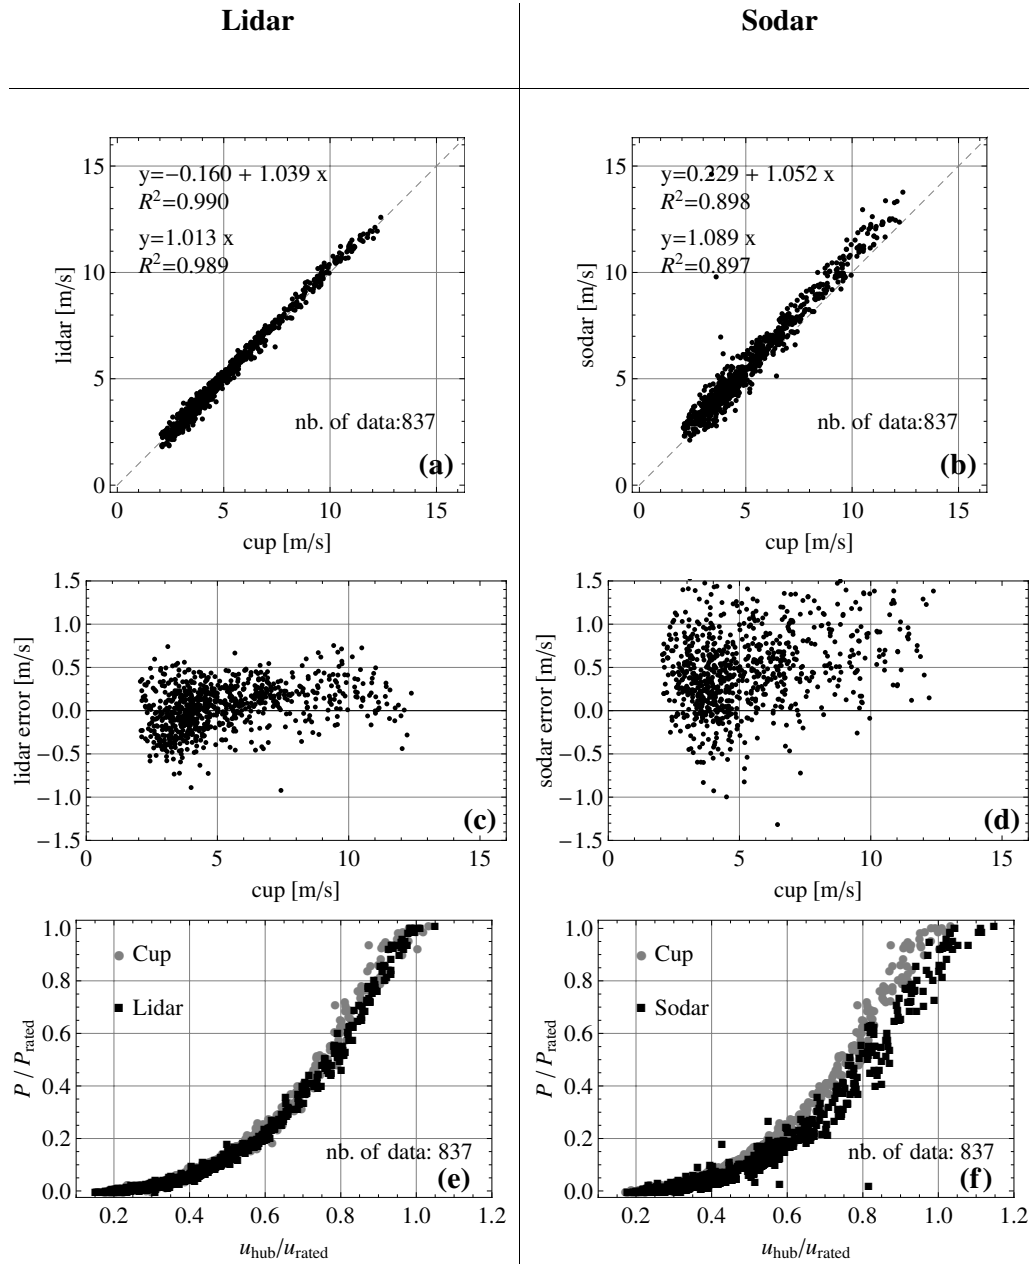 Lidar
Sodar
15
10
5
0
lidar [m/s]
y=−0.160 + 1.039 x
R²=0.990
y=1.013 x
R²=0.989
nb. of data:837
(a)
0 5 10 15
cup [m/s]
15
10
5
0
sodar [m/s]
y=0.229 + 1.052 x
R²=0.898
y=1.089 x
R²=0.897
nb. of data:837
(b)
0 5 10 15
cup [m/s]
1.5
1.0
0.5
0.0
−0.5
−1.0
−1.5
lidar error [m/s]
(c)
0 5 10 15
cup [m/s]
1.5
1.0
0.5
0.0
−0.5
−1.0
−1.5
sodar error [m/s]
(d)
0 5 10 15
cup [m/s]
1.0
0.8
0.6
0.4
0.2
0.0
P / P_rated
Cup
Lidar
nb. of data: 837
(e)
0.2 0.4 0.6 0.8 1.0 1.2
u_hub/u_rated
1.0
0.8
0.6
0.4
0.2
0.0
P / P_rated
Cup
Sodar
nb. of data: 837
(f)
0.2 0.4 0.6 0.8 1.0 1.2
u_hub/u_rated